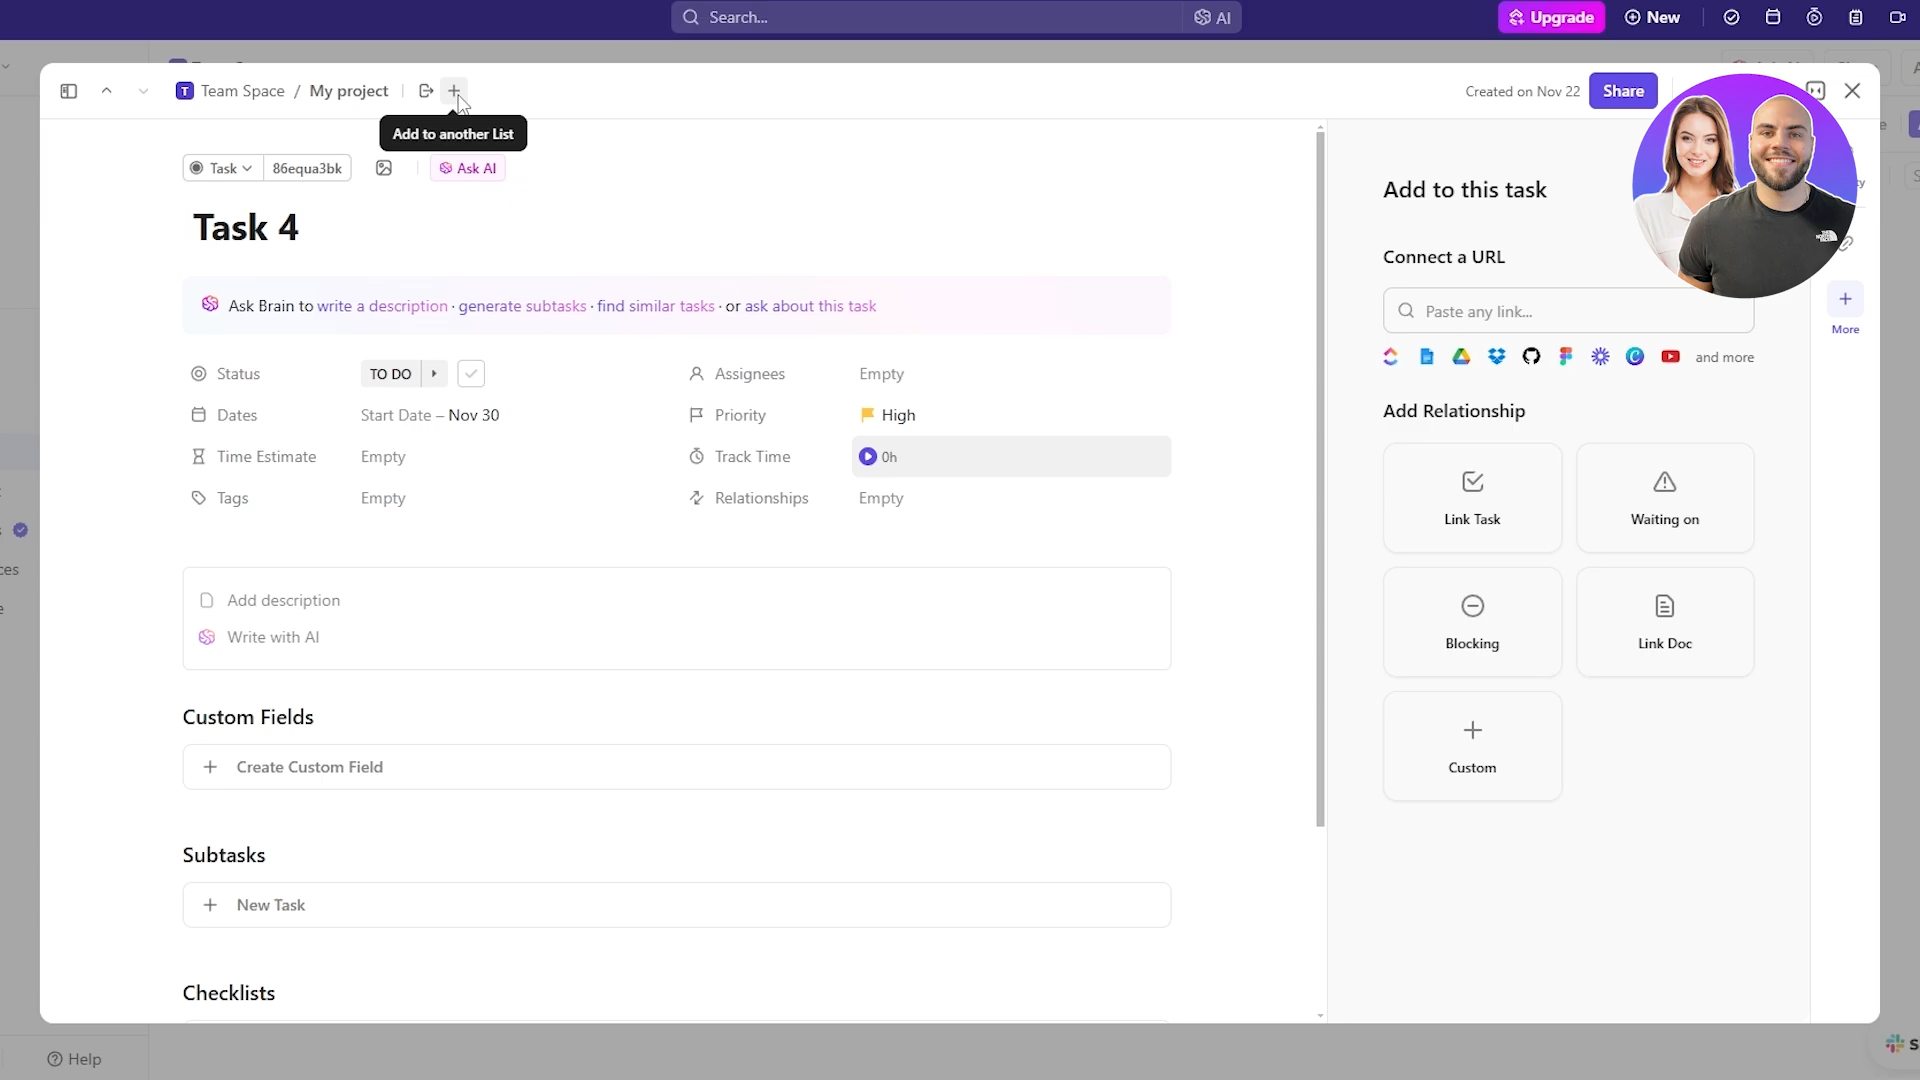 Search...
AI
Upgrade
New
T Team Space / My project
Created on Nov 22
Share
Add to another List
Task
86equa3bk
Ask AI
Task 4
Ask Brain to write a description · generate subtasks · find similar tasks · or ask about this task
Status
TO DO
Assignees
Empty
Dates
Start Date – Nov 30
Priority
High
Time Estimate
Empty
Track Time
0h
Tags
Empty
Relationships
Empty
Add description
Write with AI
Custom Fields
Create Custom Field
Subtasks
New Task
Checklists
Add to this task
Connect a URL
Paste any link...
and more
Add Relationship
Link Task
Waiting on
Blocking
Link Doc
Custom
More
Help
THE NORTH FACE